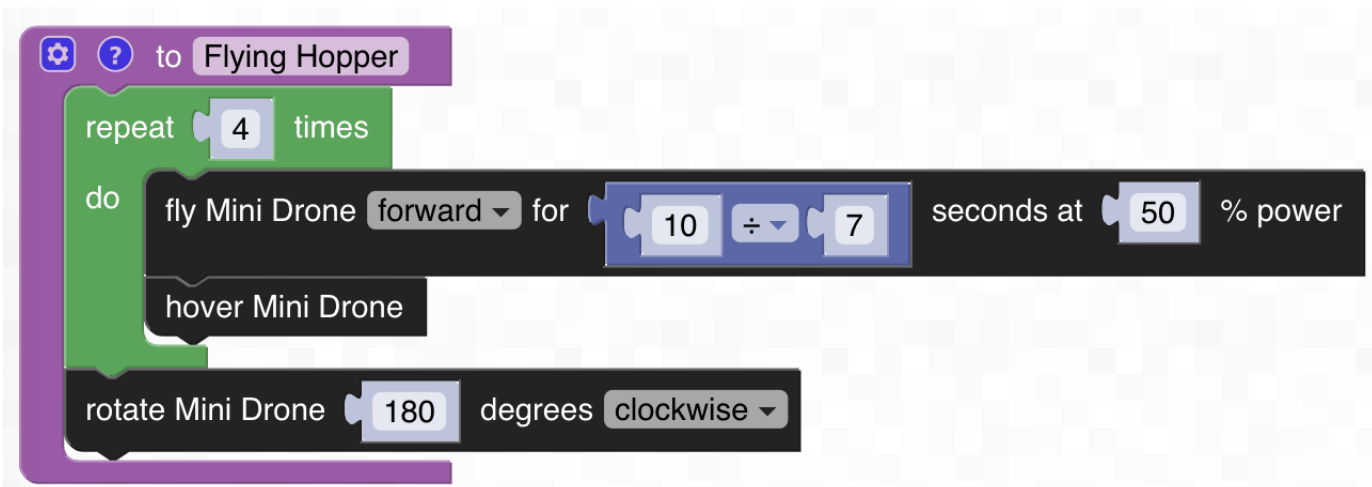 ? to Flying Hopper
repeat 4 times
do
fly Mini Drone forward for 10 ÷ 7 seconds at 50 % power
hover Mini Drone
rotate Mini Drone 180 degrees clockwise